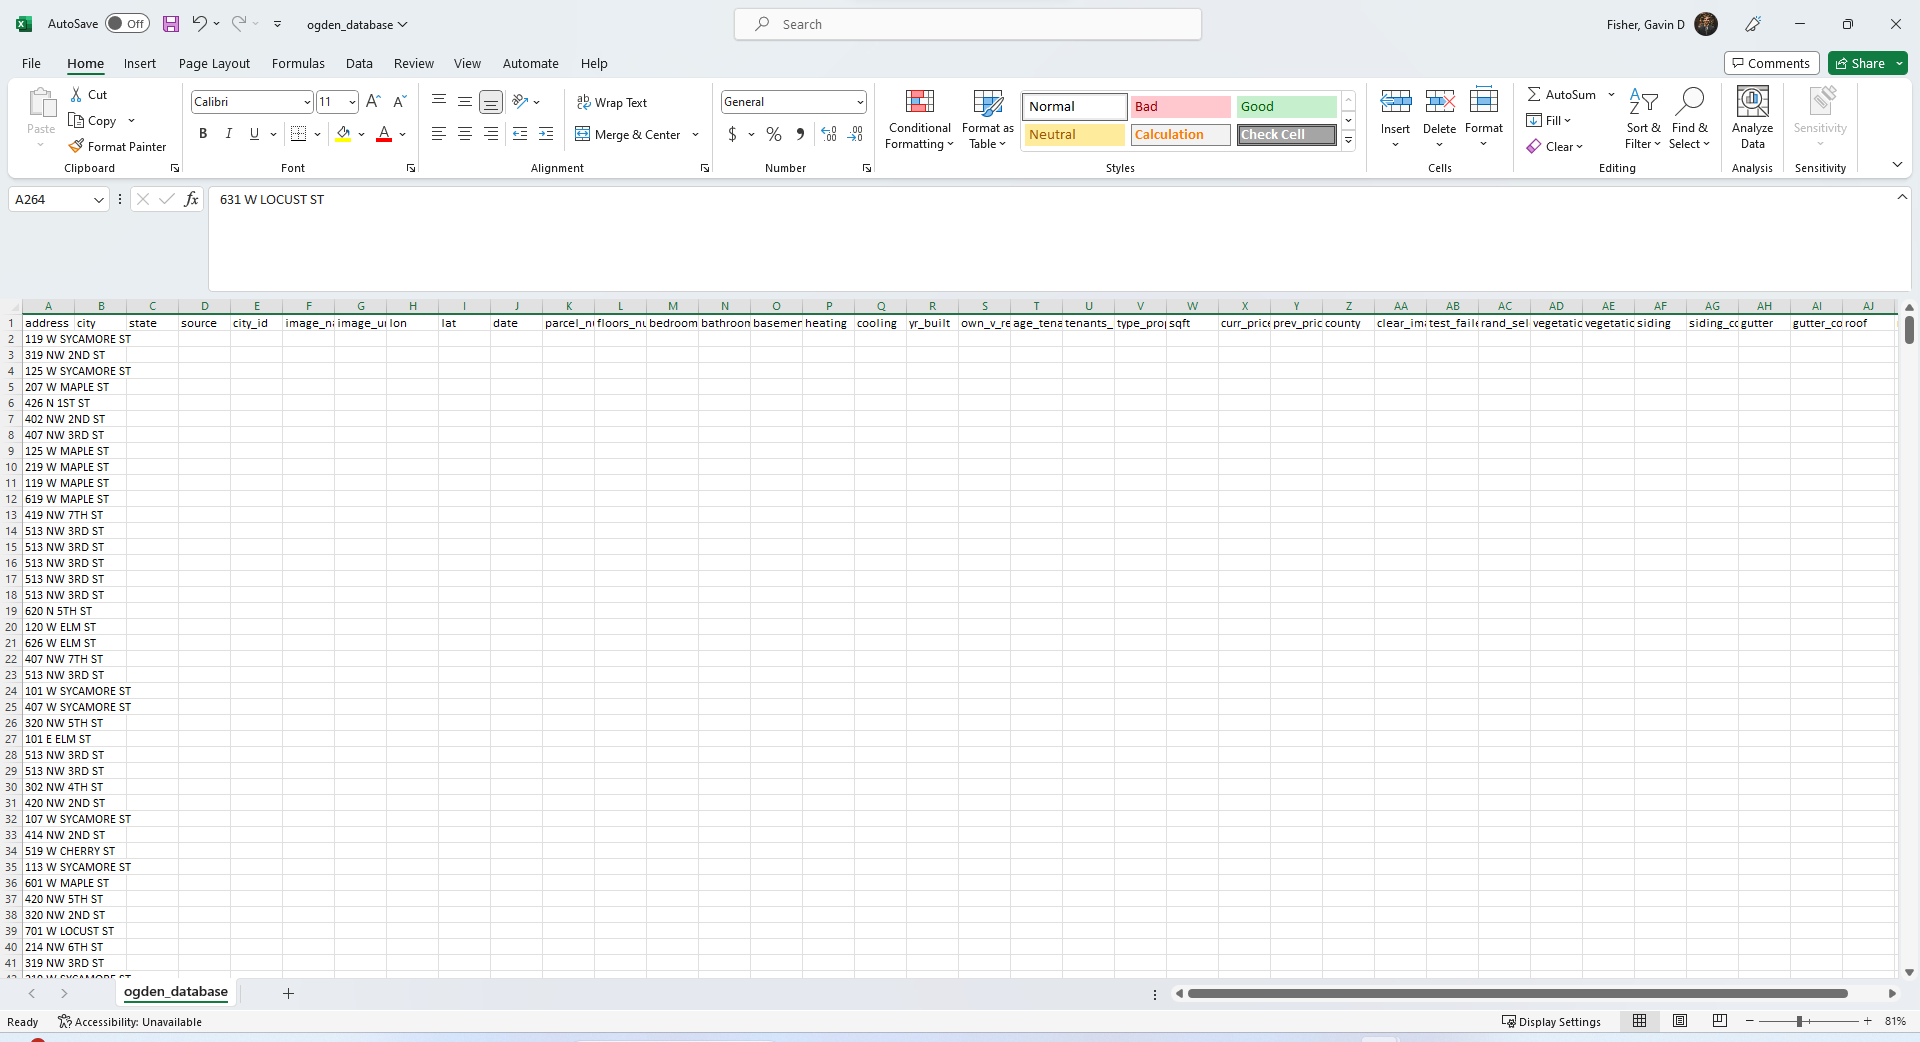 AutoSave Off ogden_database Search Fisher, Gavin D
File Home Insert Page Layout Formulas Data Review View Automate Help Comments Share
Paste Cut Copy Format Painter Clipboard
Calibri 11 B I U A Font
Wrap Text Merge & Center Alignment
General $ % Number
Conditional Formatting Format as Table
Normal Bad Good
Neutral Calculation Check Cell
Styles
Insert Delete Format Cells
AutoSum Fill Clear Sort & Filter Find & Select Editing
Analyze Data Analysis
Sensitivity Sensitivity
A264 fx 631 W LOCUST ST
A B C D E F G H I J K L M N O P Q R S T U V W X Y Z AA AB AC AD AE AF AG AH AI AJ
1 address city state source city_id image_na image_ur lon lat date parcel_nu floors_nu bedroom bathroom basemen heating cooling yr_built own_v_re age_tena tenants_ type_prop sqft curr_price prev_pric county clear_ima test_faile rand_sel vegetatic vegetatic siding siding_co gutter gutter_co roof
2 119 W SYCAMORE ST
3 319 NW 2ND ST
4 125 W SYCAMORE ST
5 207 W MAPLE ST
6 426 N 1ST ST
7 402 NW 2ND ST
8 407 NW 3RD ST
9 125 W MAPLE ST
10 219 W MAPLE ST
11 119 W MAPLE ST
12 619 W MAPLE ST
13 419 NW 7TH ST
14 513 NW 3RD ST
15 513 NW 3RD ST
16 513 NW 3RD ST
17 513 NW 3RD ST
18 513 NW 3RD ST
19 620 N 5TH ST
20 120 W ELM ST
21 626 W ELM ST
22 407 NW 7TH ST
23 513 NW 3RD ST
24 101 W SYCAMORE ST
25 407 W SYCAMORE ST
26 320 NW 5TH ST
27 101 E ELM ST
28 513 NW 3RD ST
29 513 NW 3RD ST
30 302 NW 4TH ST
31 420 NW 2ND ST
32 107 W SYCAMORE ST
33 414 NW 2ND ST
34 519 W CHERRY ST
35 113 W SYCAMORE ST
36 601 W MAPLE ST
37 420 NW 5TH ST
38 320 NW 2ND ST
39 701 W LOCUST ST
40 214 NW 6TH ST
41 319 NW 3RD ST
ogden_database
Ready Accessibility: Unavailable Display Settings 81%